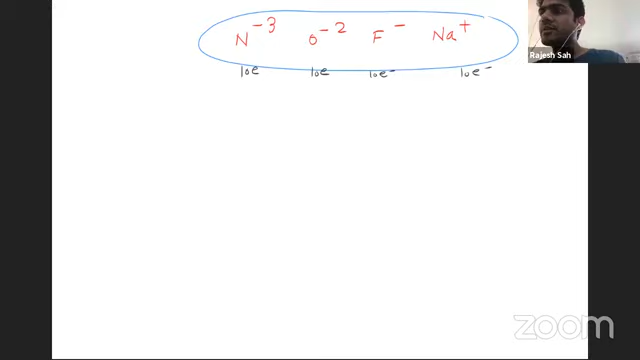 N⁻³ O⁻² F⁻ Na⁺
10e 10e 10e⁻ 10e⁻
Rajesh Sah
zoom